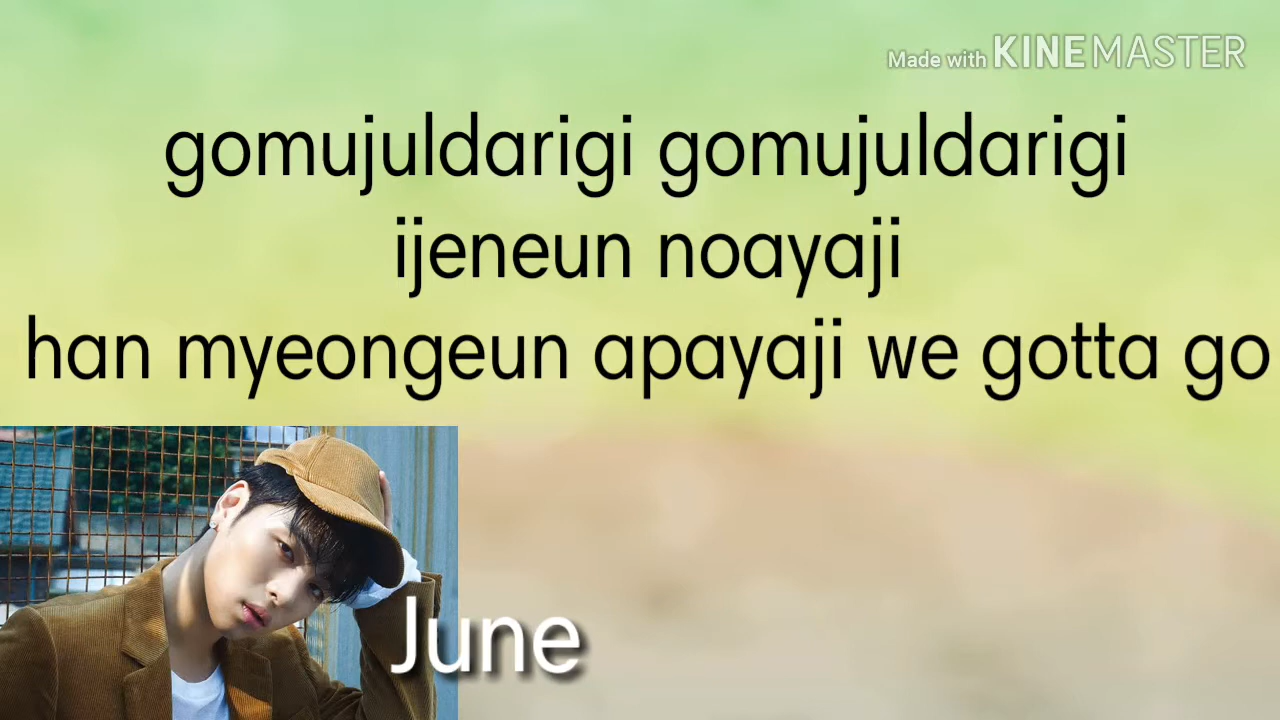 Made with KINEMASTER
gomujuldarigi gomujuldarigi
ijeneun noayaji
han myeongeun apayaji we gotta go
June